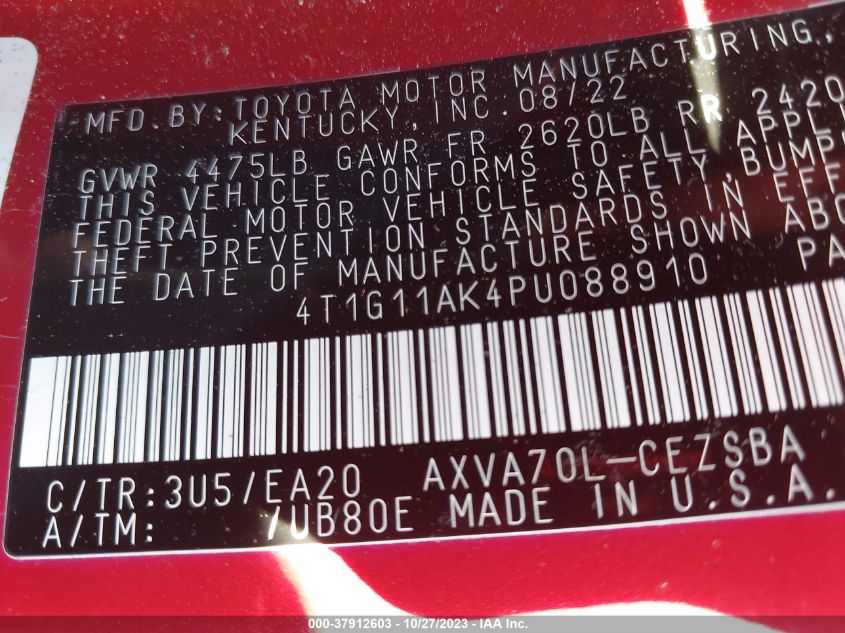 MFD. BY: TOYOTA MOTOR MANUFACTURING,
KENTUCKY, INC. 08/22
GVWR 4475LB GAWR FR 2620LB RR 2420
THIS VEHICLE CONFORMS TO ALL APPL
FEDERAL MOTOR VEHICLE SAFETY, BUMP
THEFT PREVENTION STANDARDS IN EFF
THE DATE OF MANUFACTURE SHOWN ABO
4T1G11AK4PU088910 PA
C/TR:3U5/EA20 AXVA70L-CEZSBA
A/TM: /UB80E MADE IN U.S.A.
000-37912603 - 10/27/2023 - IAA Inc.